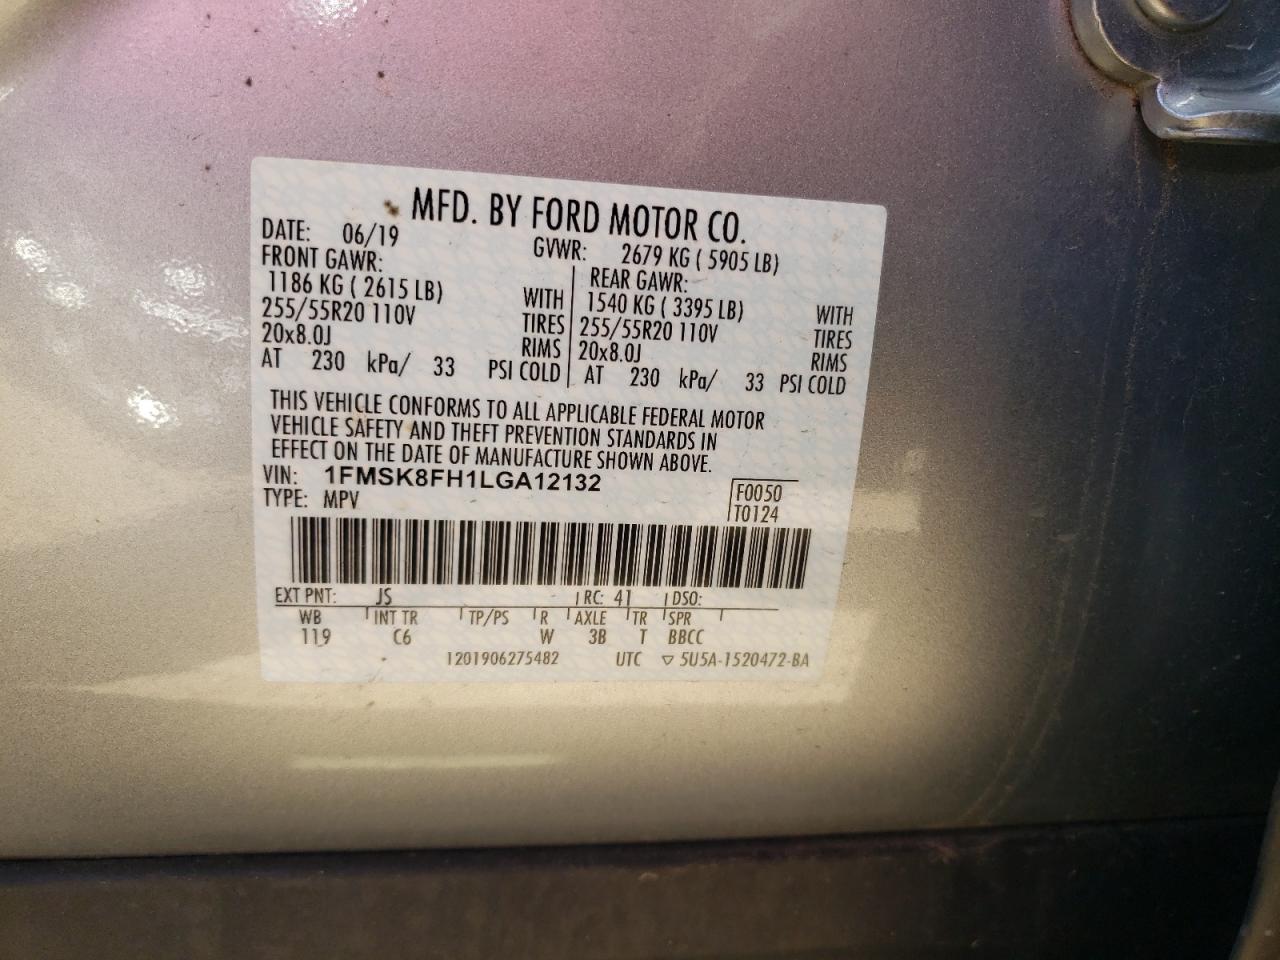 MFD. BY FORD MOTOR CO.
DATE: 06/19 GVWR: 2679 KG ( 5905 LB)
FRONT GAWR: REAR GAWR:
1186 KG ( 2615 LB) WITH 1540 KG ( 3395 LB) WITH
255/55R20 110V TIRES 255/55R20 110V TIRES
20x8.0J RIMS 20x8.0J RIMS
AT 230 kPa/ 33 PSI COLD AT 230 kPa/ 33 PSI COLD
THIS VEHICLE CONFORMS TO ALL APPLICABLE FEDERAL MOTOR
VEHICLE SAFETY AND THEFT PREVENTION STANDARDS IN
EFFECT ON THE DATE OF MANUFACTURE SHOWN ABOVE.
VIN: 1FMSK8FH1LGA12132 F0050
TYPE: MPV T0124
EXT PNT: JS RC: 41 DSO:
WB INT TR TP/PS R AXLE TR SPR
119 C6 W 3B T BBCC
1201906275482 UTC ▽ 5U5A-1520472-BA